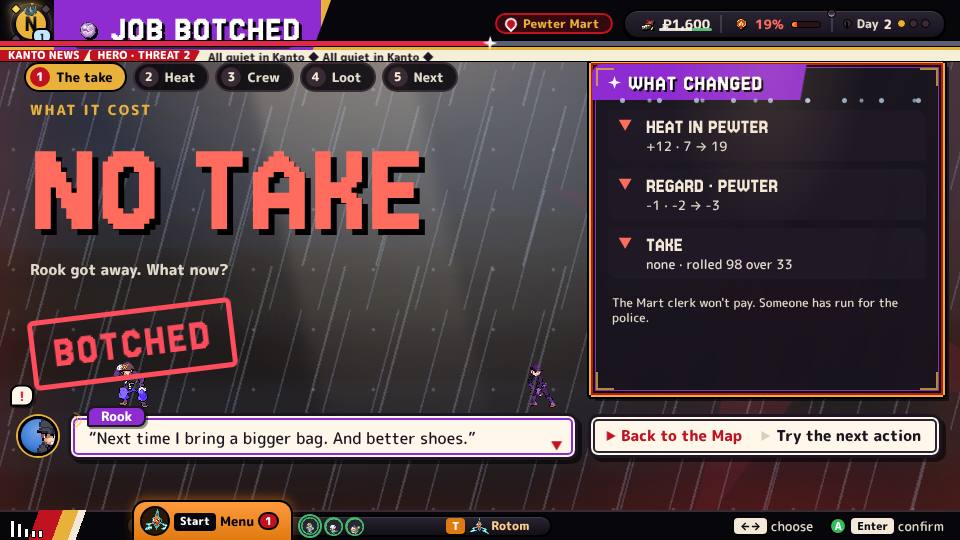 JOB BOTCHED
Pewter Mart
₽1,600
19%
Day 2
KANTO NEWS
HERO · THREAT 2
All quiet in Kanto ◆ All quiet in Kanto ◆
1 The take
2 Heat
3 Crew
4 Loot
5 Next
WHAT IT COST
NO TAKE
Rook got away. What now?
BOTCHED
WHAT CHANGED
HEAT IN PEWTER
+12 · 7 → 19
REGARD · PEWTER
-1 · -2 → -3
TAKE
none · rolled 98 over 33
The Mart clerk won't pay. Someone has run for the
police.
!
Rook
“Next time I bring a bigger bag. And better shoes.”
Back to the Map
Try the next action
Start Menu 1
T Rotom
←→ choose
A Enter confirm